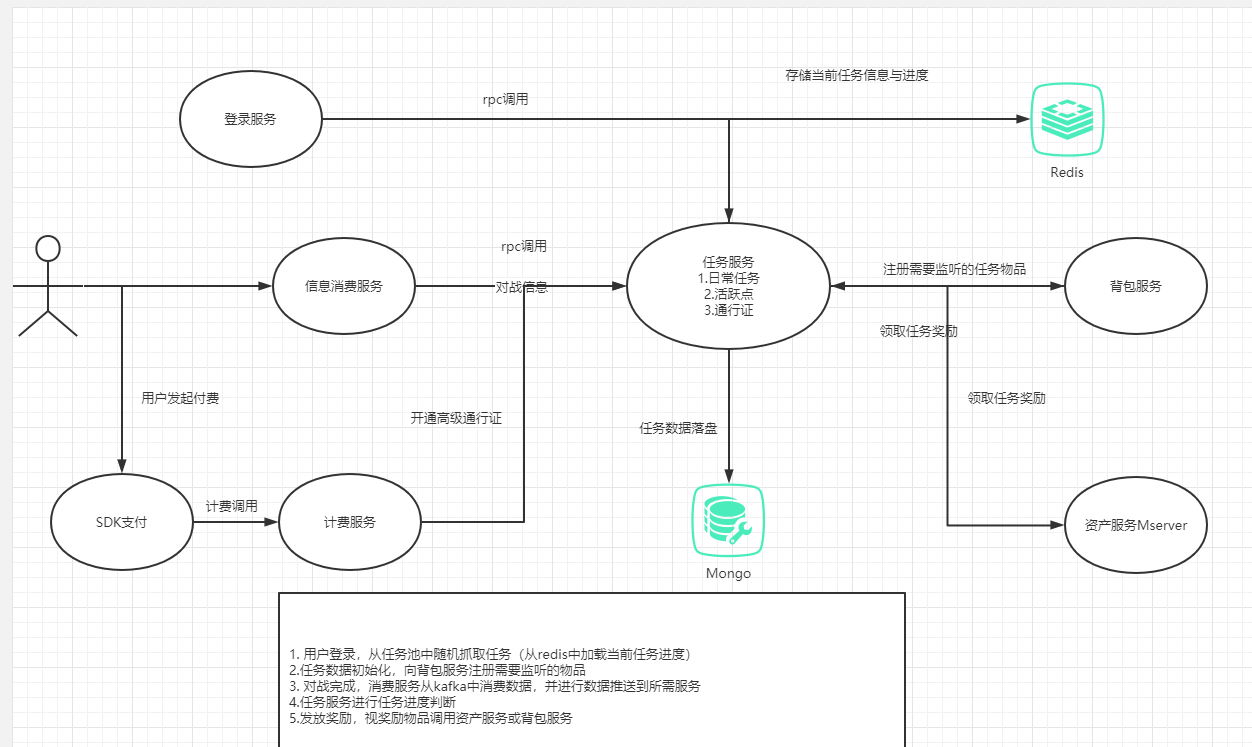 存储当前任务信息与进度
rpc调用
登录服务
Redis
rpc调用
任务服务
1.日常任务
2.活跃点
3.通行证
注册需要监听的任务物品
信息消费服务
对战信息
背包服务
领取任务奖励
用户发起付费
领取任务奖励
开通高级通行证
任务数据落盘
计费调用
SDK支付
计费服务
资产服务Mserver
Mongo
1. 用户登录，从任务池中随机抓取任务（从redis中加载当前任务进度）
2.任务数据初始化，向背包服务注册需要监听的物品
3. 对战完成，消费服务从kafka中消费数据，并进行数据推送到所需服务
4.任务服务进行任务进度判断
5.发放奖励，视奖励物品调用资产服务或背包服务